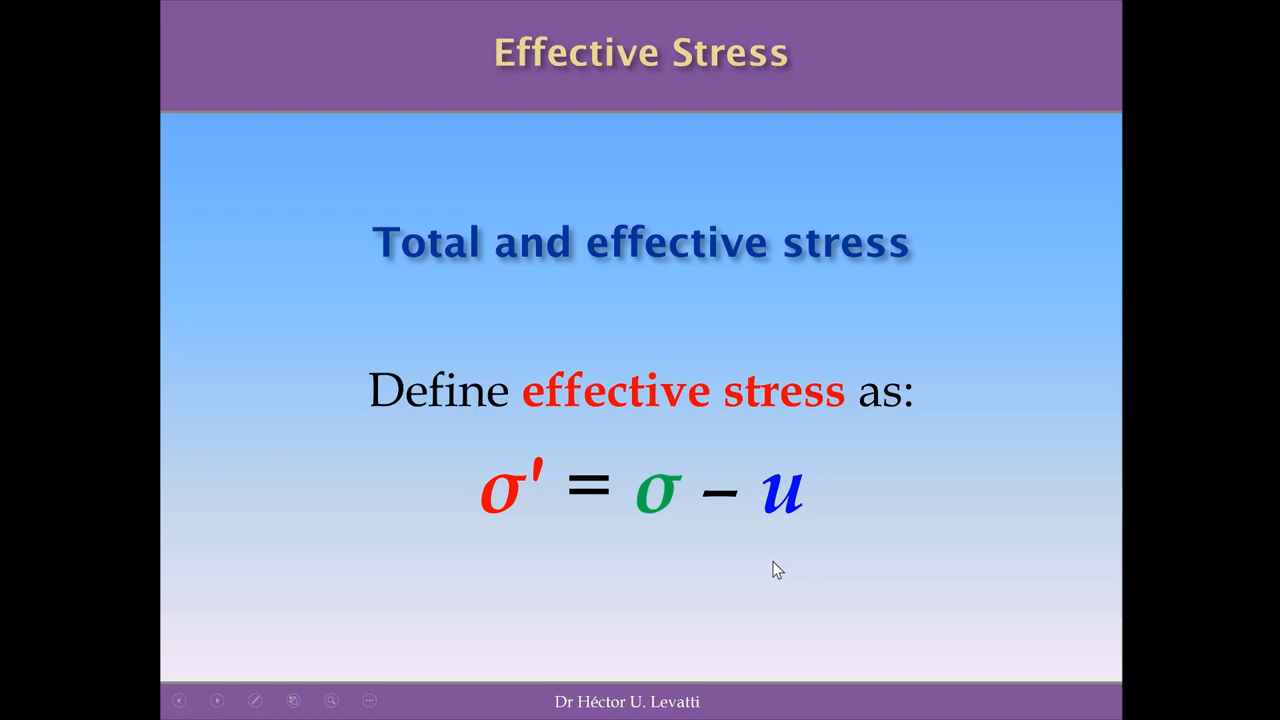 Effective Stress
Total and effective stress
Define effective stress as:
σ' = σ – u
Dr Héctor U. Levatti